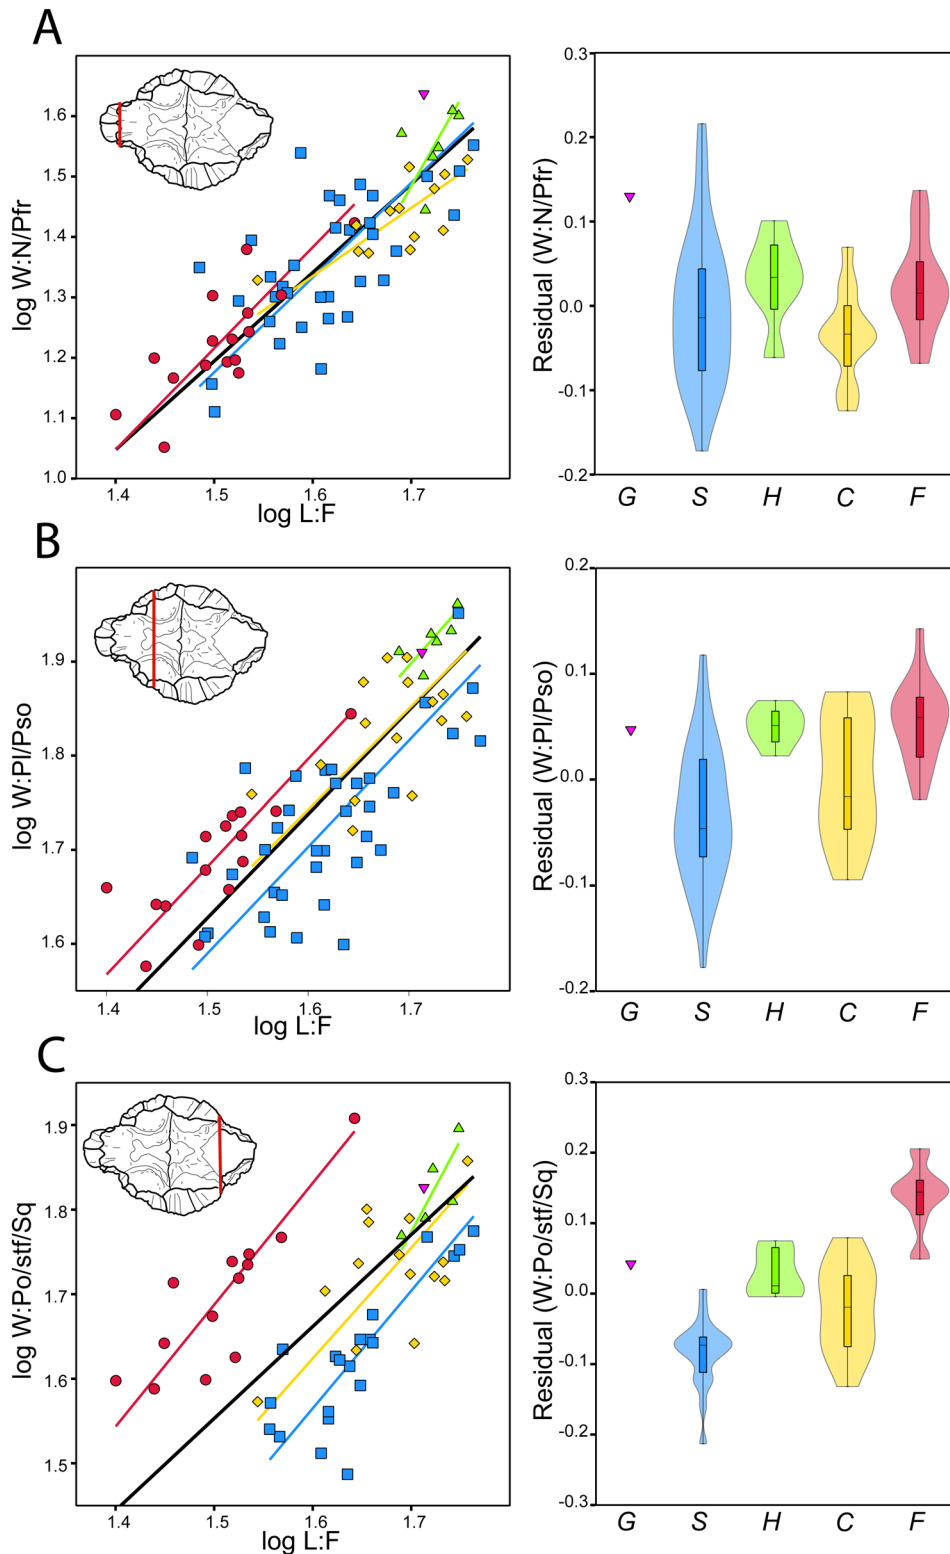 A
log W:N/Pfr
1.6
1.5
1.4
1.3
1.2
1.1
1.0
1.4 1.5 1.6 1.7
log L:F
Residual (W:N/Pfr)
0.3
0.2
0.1
0.0
-0.1
-0.2
G S H C F
B
log W:Pl/Pso
1.9
1.8
1.7
1.6
1.4 1.5 1.6 1.7
log L:F
Residual (W:Pl/Pso)
0.2
0.1
0.0
-0.1
-0.2
G S H C F
C
log W:Po/stf/Sq
1.9
1.8
1.7
1.6
1.5
1.4 1.5 1.6 1.7
log L:F
Residual (W:Po/stf/Sq)
0.3
0.2
0.1
0.0
-0.1
-0.2
-0.3
G S H C F